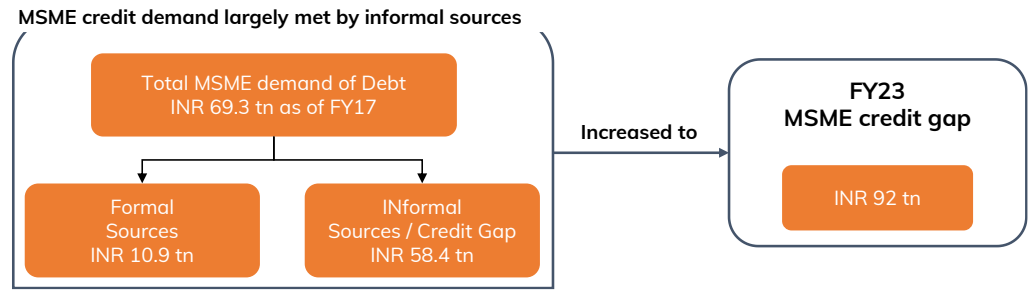 MSME credit demand largely met by informal sources
Total MSME demand of Debt
INR 69.3 tn as of FY17
Formal
Sources
INR 10.9 tn
INformal
Sources / Credit Gap
INR 58.4 tn
Increased to
FY23
MSME credit gap
INR 92 tn